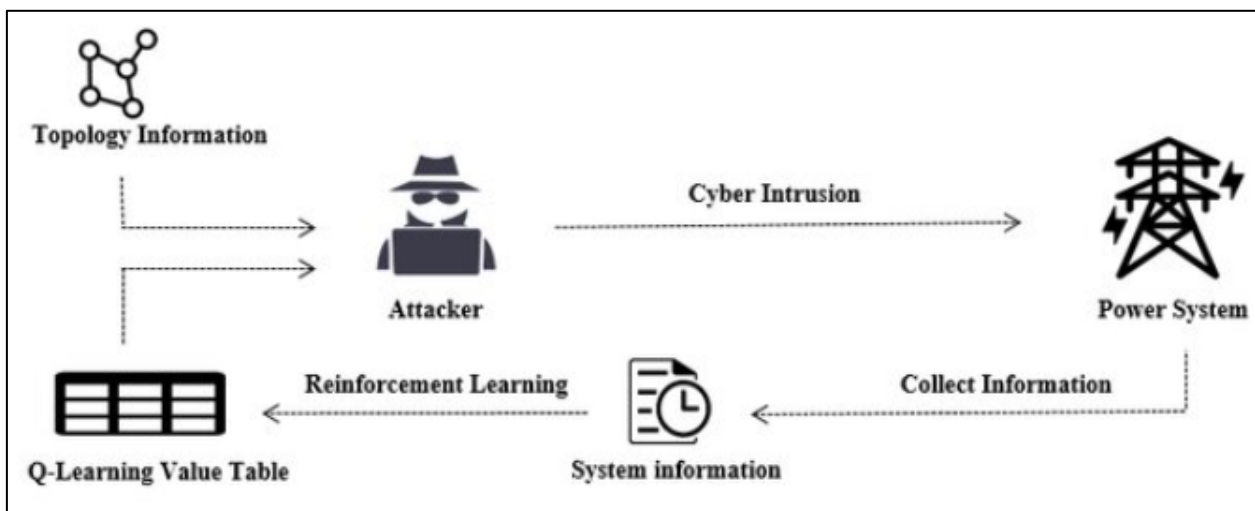 Topology Information
Cyber Intrusion
Attacker
Power System
Reinforcement Learning
Collect Information
Q-Learning Value Table
System information